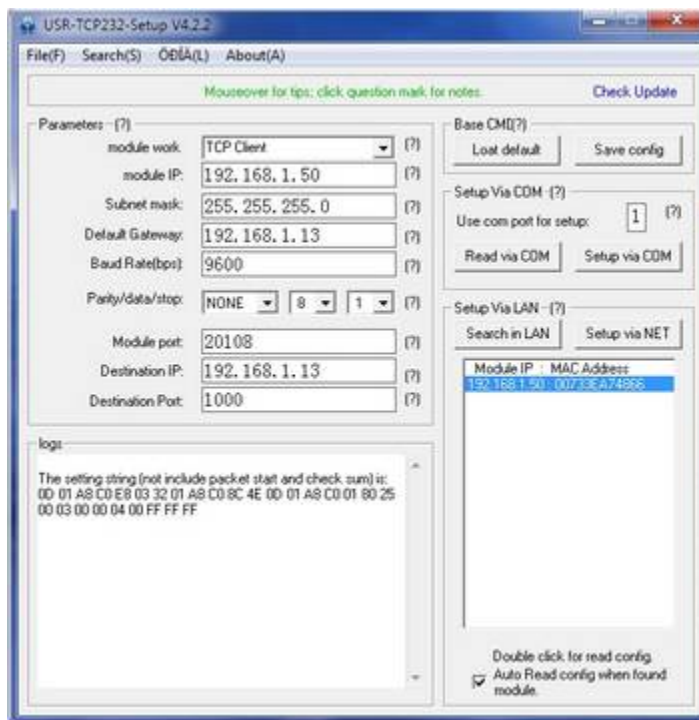 USR-TCP232-Setup V4.2.2
File(F) Search(S) ÖÐÎÄ(L) About(A)
Mouseover for tips; click question mark for notes.
Check Update
Parameters (?)
module work: TCP Client (?)
module IP: 192.168.1.50 (?)
Subnet mask: 255.255.255.0 (?)
Default Gateway: 192.168.1.13 (?)
Baud Rate(bps): 9600 (?)
Parity/data/stop: NONE 8 1 (?)
Module port: 20108 (?)
Destination IP: 192.168.1.13 (?)
Destination Port: 1000 (?)
Base CMI(?)
Loat default Save config
Setup Via COM (?)
Use com port for setup: 1 (?)
Read via COM Setup via COM
Setup Via LAN (?)
Search in LAN Setup via NET
Module IP : MAC Address
192.168.1.50 : 00733EA74866
Double click for read config.
Auto Read config when found
module.
logs
The setting string (not include packet start and check sum) is:
0D 01 A8 C0 E8 03 32 01 A8 C0 8C 4E 0D 01 A8 C0 01 80 25
00 03 00 00 04 00 FF FF FF